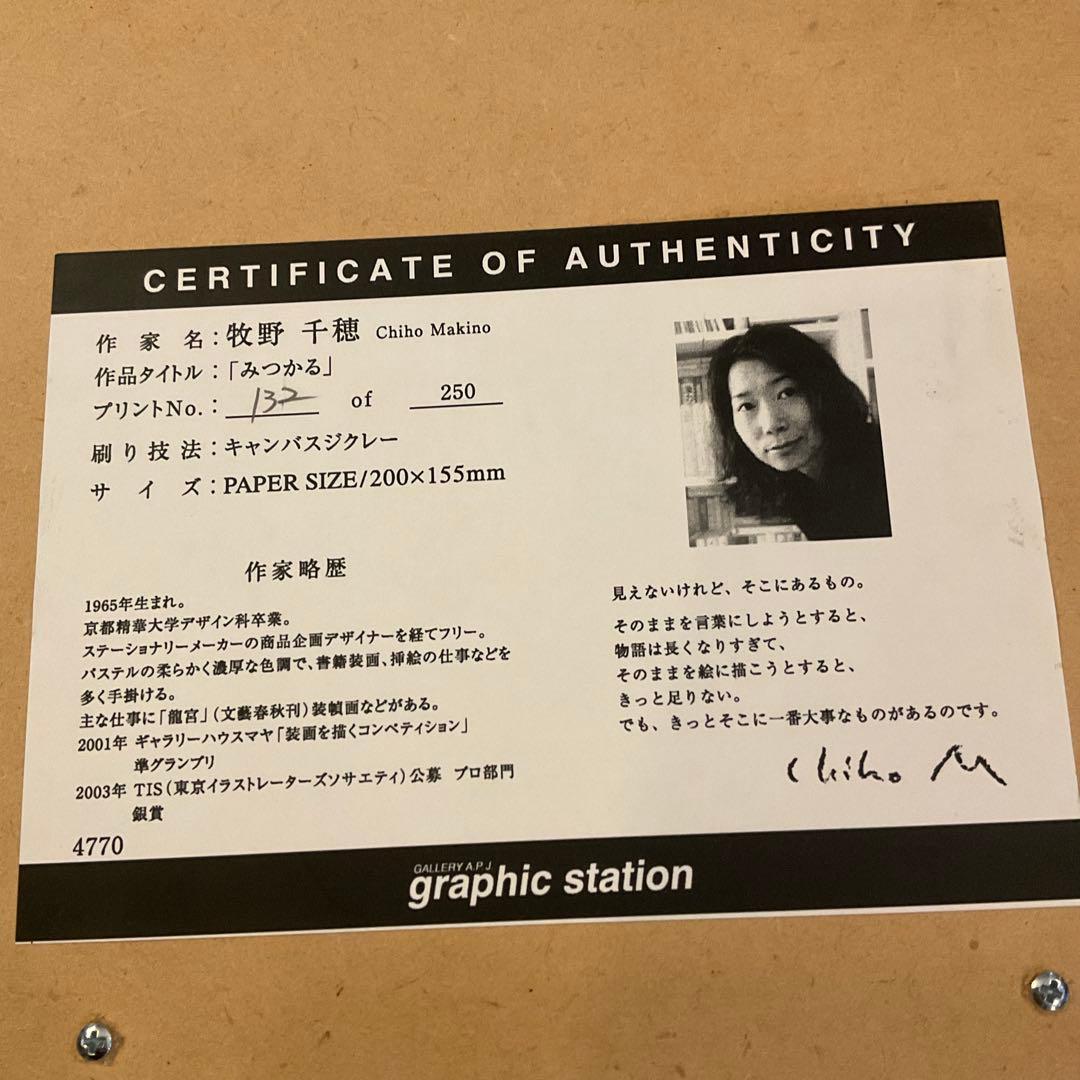 CERTIFICATE OF AUTHENTICITY
作家名：牧野 千穂 Chiho Makino
作品タイトル：「みつかる」
プリントNo.：132 of 250
刷り技法：キャンバスジクレー
サイズ：PAPER SIZE/200×155mm
作家略歴
1965年生まれ。
京都精華大学デザイン科卒業。
ステーショナリーメーカーの商品企画デザイナーを経てフリー。
パステルの柔らかく濃厚な色調で、書籍装画、挿絵の仕事などを
多く手掛ける。
主な仕事に「龍宮」（文藝春秋刊）装幀画などがある。
2001年 ギャラリーハウスマヤ「装画を描くコンペティション」
準グランプリ
2003年 TIS（東京イラストレーターズソサエティ）公募 プロ部門
銀賞
4770
見えないけれど、そこにあるもの。
そのままを言葉にしようとすると、
物語は長くなりすぎて、
そのままを絵に描こうとすると、
きっと足りない。
でも、きっとそこに一番大事なものがあるのです。
Chiho M
GALLERY A.P.J
graphic station